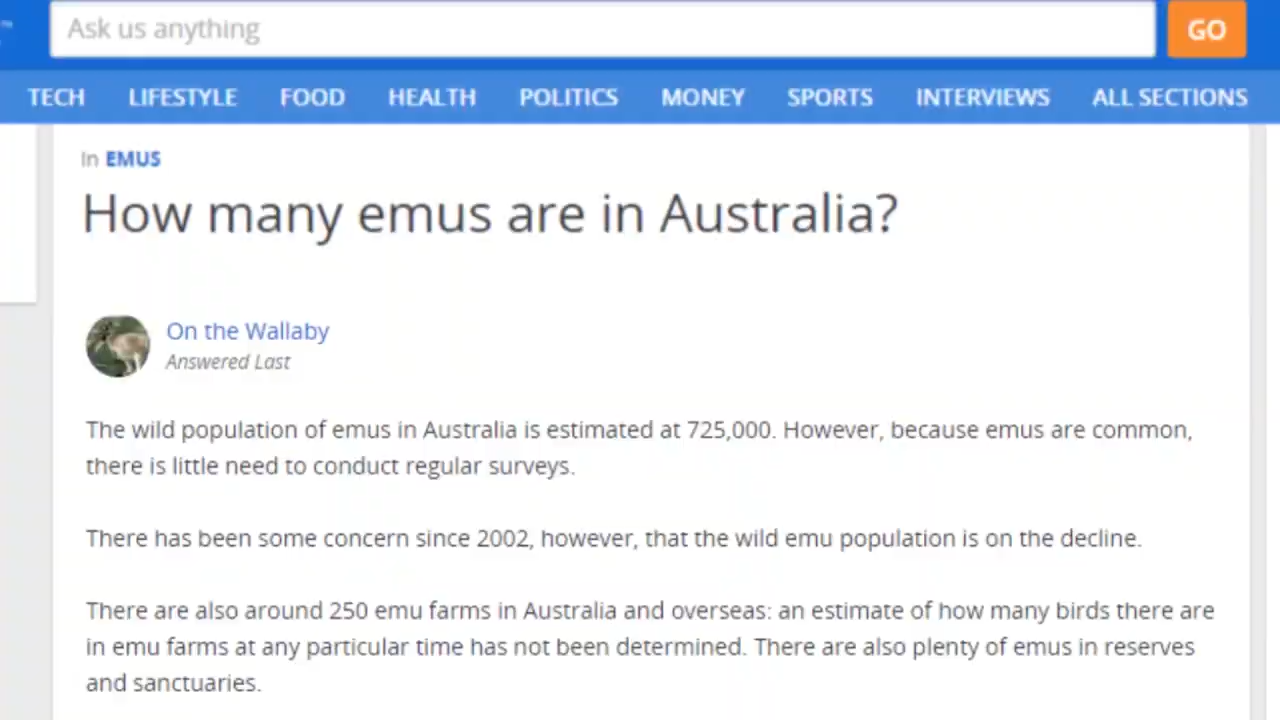 Ask us anything
GO
TECH LIFESTYLE FOOD HEALTH POLITICS MONEY SPORTS INTERVIEWS ALL SECTIONS
In EMUS
How many emus are in Australia?
On the Wallaby
Answered Last
The wild population of emus in Australia is estimated at 725,000. However, because emus are common,
there is little need to conduct regular surveys.
There has been some concern since 2002, however, that the wild emu population is on the decline.
There are also around 250 emu farms in Australia and overseas: an estimate of how many birds there are
in emu farms at any particular time has not been determined. There are also plenty of emus in reserves
and sanctuaries.